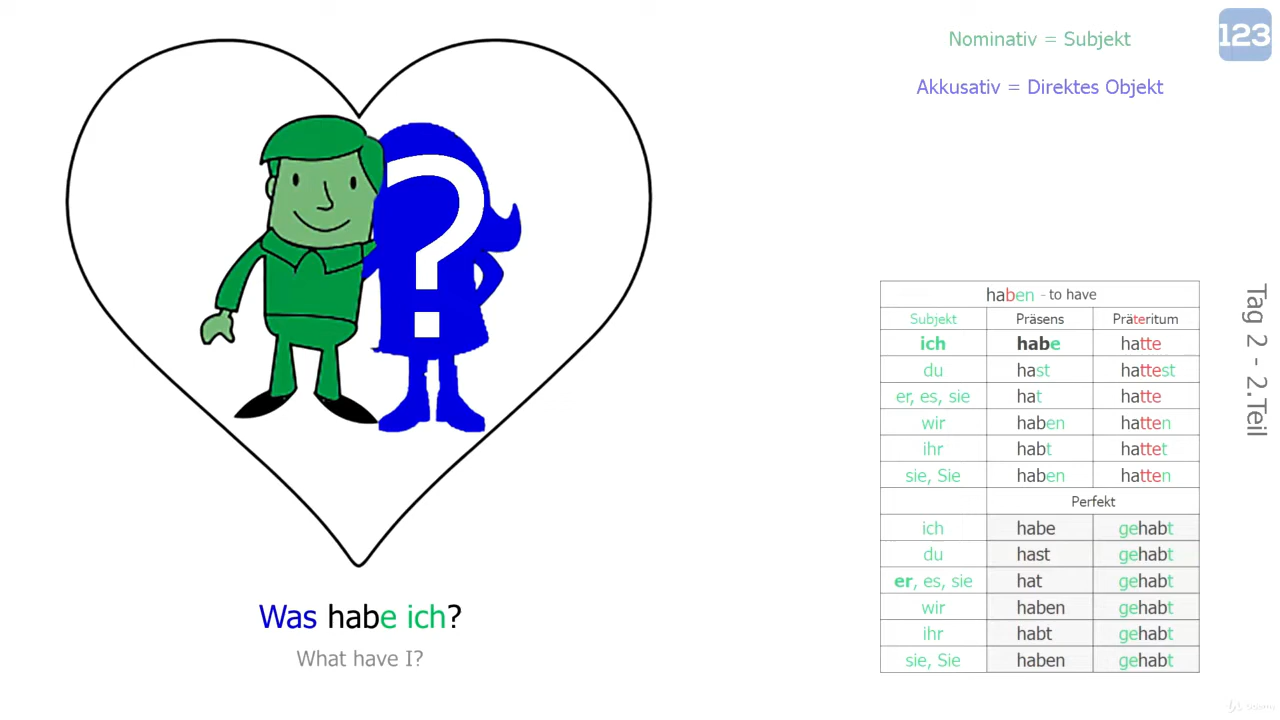 Nominativ = Subjekt
123
Akkusativ = Direktes Objekt
?
Was habe ich?
What have I?
haben - to have
Subjekt Präsens Präteritum
ich habe hatte
du hast hattest
er, es, sie hat hatte
wir haben hatten
ihr habt hattet
sie, Sie haben hatten
Perfekt
ich habe gehabt
du hast gehabt
er, es, sie hat gehabt
wir haben gehabt
ihr habt gehabt
sie, Sie haben gehabt
Tag 2 - 2.Teil